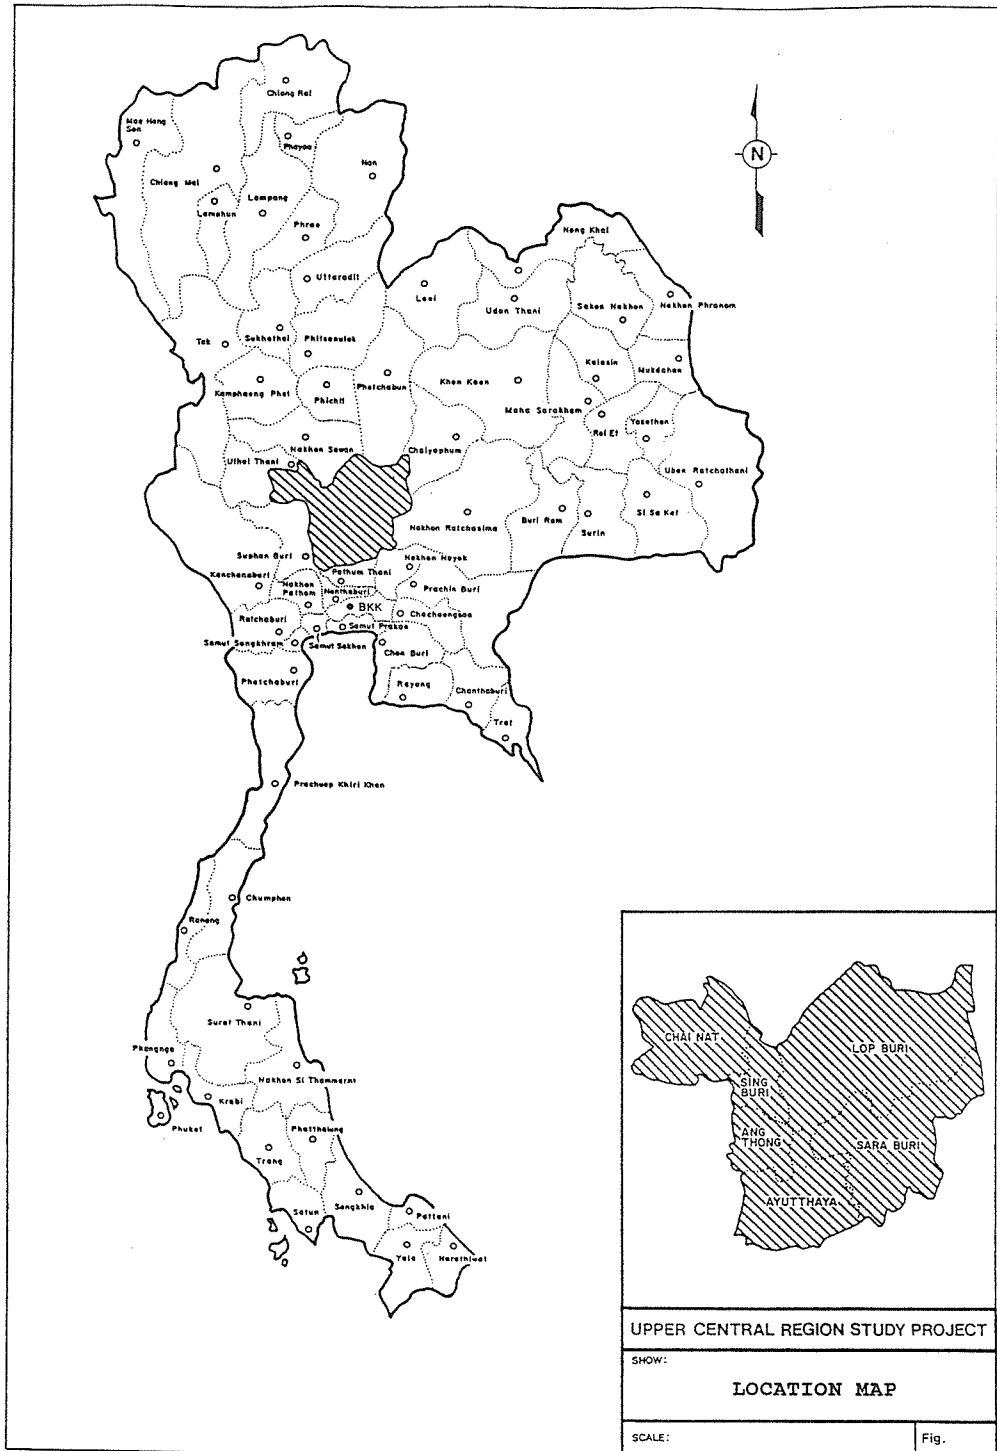 Chiang Rai
Mae Hong
Son
Phayao
Nan
Chiang Mai
Lampang
Lamphun
Phrae
Nong Khai
Uttaradit
Loei
Udon Thani
Sakon Nakhon
Nakhon Phranom
Tak
Sukhothai
Phitsanulok
Kalasin
Mukdahan
Kamphaeng Phet
Phichit
Phetchabun
Khon Kaen
Maha Sarakham
Roi Et
Yasothon
Nakhon Sawan
Chaiyaphum
Uthai Thani
Ubon Ratchathani
Nakhon Ratchasima
Buri Ram
Surin
Si Sa Ket
Suphan Buri
Nakhon Nayok
Pathum Thani
Kanchanaburi
Nakhon
Pathom
Nonthaburi
Prachin Buri
BKK
Ratchaburi
Chachoengsao
Samut Prakan
Samut Songkhram
Samut Sakhon
Chon Buri
Phetchaburi
Rayong
Chanthaburi
Trat
Prachuap Khiri Khan
Chumphon
Ranong
Surat Thani
Phangnga
Nakhon Si Thammarat
Krabi
Phuket
Phatthalung
Trang
Satun
Songkhla
Pattani
Yala
Narathiwat
N
CHAI NAT
LOP BURI
SING
BURI
ANG
THONG
SARA BURI
AYUTTHAYA
UPPER CENTRAL REGION STUDY PROJECT
SHOW:
LOCATION MAP
SCALE:
Fig.